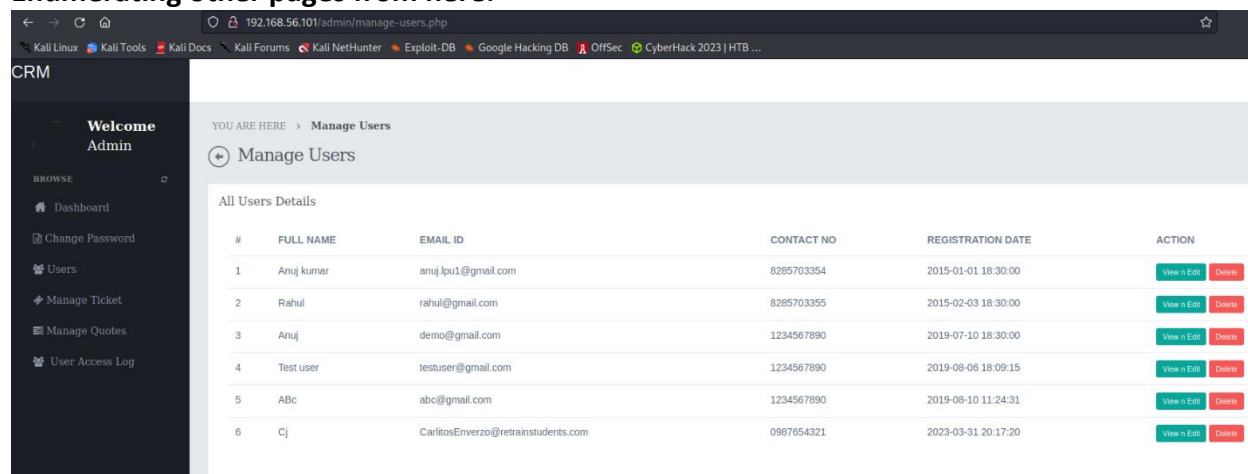 Enumerating other pages from here.
192.168.56.101/admin/manage-users.php
Kali Linux Kali Tools Kali Docs Kali Forums Kali NetHunter Exploit-DB Google Hacking DB OffSec CyberHack 2023 | HTB ...
CRM
Welcome
Admin
BROWSE
Dashboard
Change Password
Users
Manage Ticket
Manage Quotes
User Access Log
YOU ARE HERE > Manage Users
Manage Users
All Users Details
# FULL NAME EMAIL ID CONTACT NO REGISTRATION DATE ACTION
1 Anuj kumar anuj.lpu1@gmail.com 8285703354 2015-01-01 18:30:00 View n Edit Delete
2 Rahul rahul@gmail.com 8285703355 2015-02-03 18:30:00 View n Edit Delete
3 Anuj demo@gmail.com 1234567890 2019-07-10 18:30:00 View n Edit Delete
4 Test user testuser@gmail.com 1234567890 2019-08-06 18:09:15 View n Edit Delete
5 ABc abc@gmail.com 1234567890 2019-08-10 11:24:31 View n Edit Delete
6 Cj CarlitosEnverzo@retrainstudents.com 0987654321 2023-03-31 20:17:20 View n Edit Delete